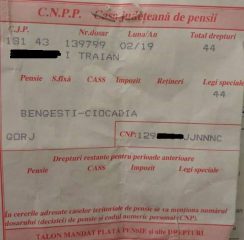 C.N.P.P. Casa județeană de pensii
C.J.P. Nr.dosar Luna/An Total drepturi
181 43 139799 02/19 44
I TRAIAN
Pensie S.fixă CASS Impozit Rețineri Legi speciale
44
BENGESTI-CIOCADIA
GORJ CNP:129 JJNNNC
Drepturi restante pentru perioade anterioare
Pensie CASS Impozit Legi speciale
În cererile adresate caselor teritoriale de pensii se va menționa numărul
dosarului (deciziei) de pensie și codul numeric personal (CNP).
TALON MANDAT PLATĂ PENSIE și alte DREPTURI